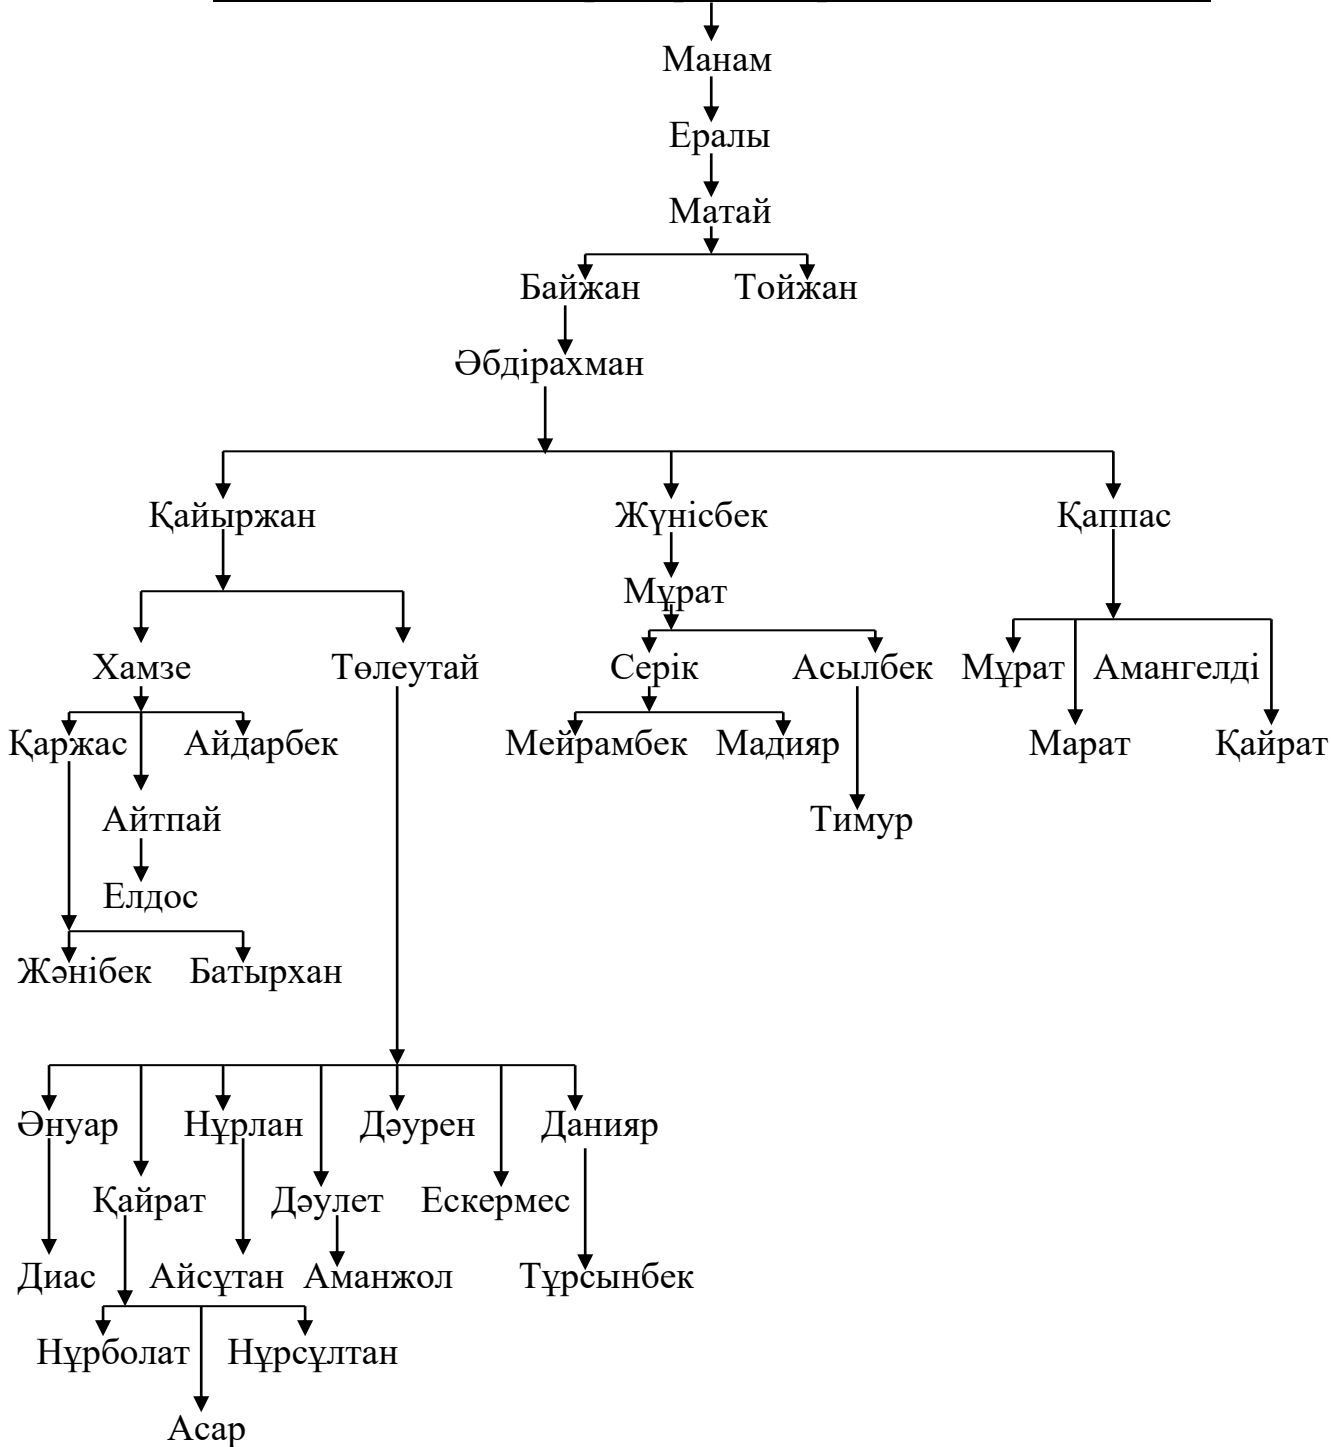 Манам
Ералы
Матай
Байжан Тойжан
Әбдірахман
Қайыржан Жүнісбек Қаппас
Мұрат
Хамзе Төлеутай Серік Асылбек Мұрат Амангелді
Қаржас Айдарбек Мейрамбек Мадияр Марат Қайрат
Айтпай Тимур
Елдос
Жәнібек Батырхан
Әнуар Нұрлан Дәурен Данияр
Қайрат Дәулет Ескермес
Диас Айсұтан Аманжол Тұрсынбек
Нұрболат Нұрсұлтан
Асар